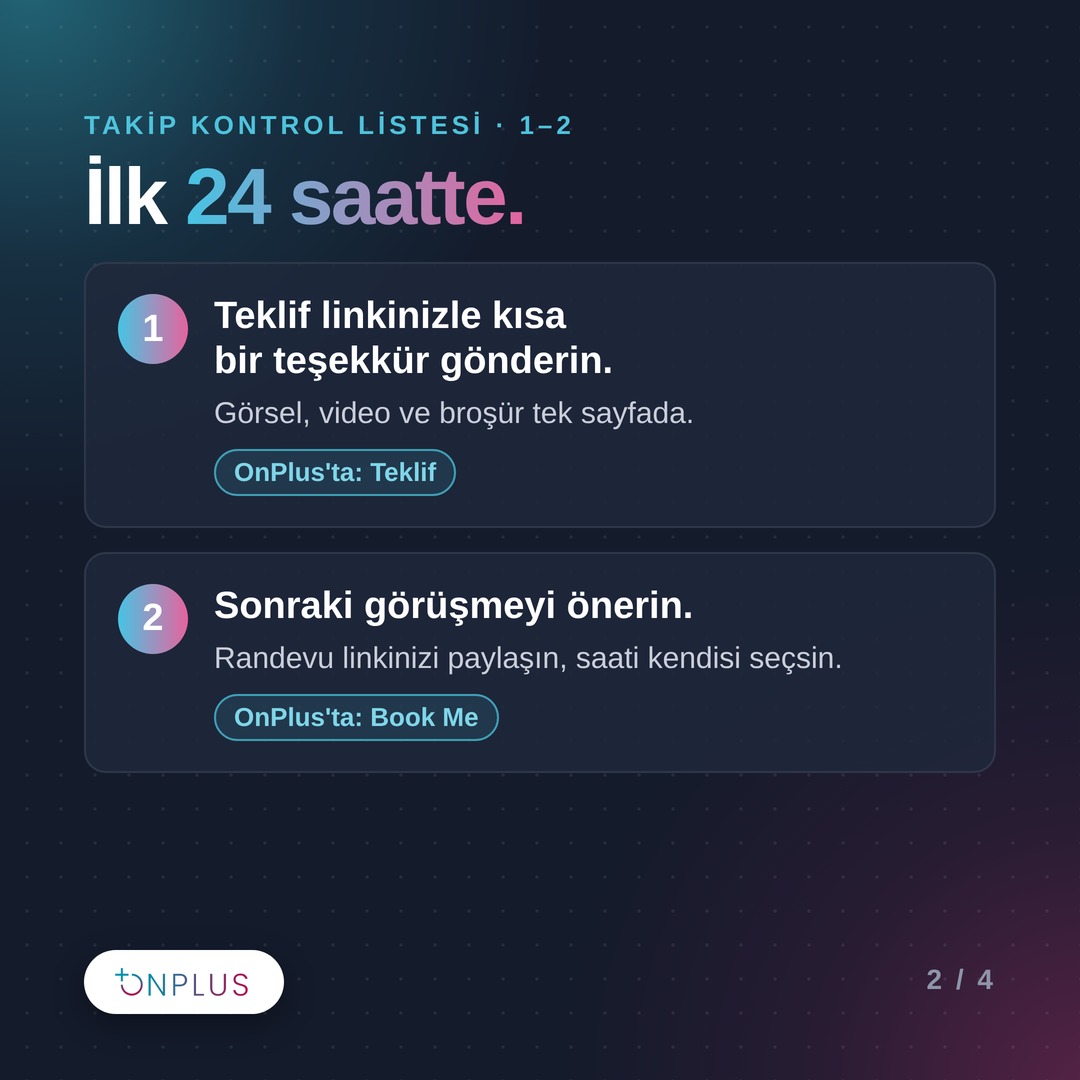 TAKİP KONTROL LİSTESİ · 1–2
İlk 24 saatte.
1
Teklif linkinizle kısa
bir teşekkür gönderin.
Görsel, video ve broşür tek sayfada.
OnPlus'ta: Teklif
2
Sonraki görüşmeyi önerin.
Randevu linkinizi paylaşın, saati kendisi seçsin.
OnPlus'ta: Book Me
ONPLUS
2 / 4